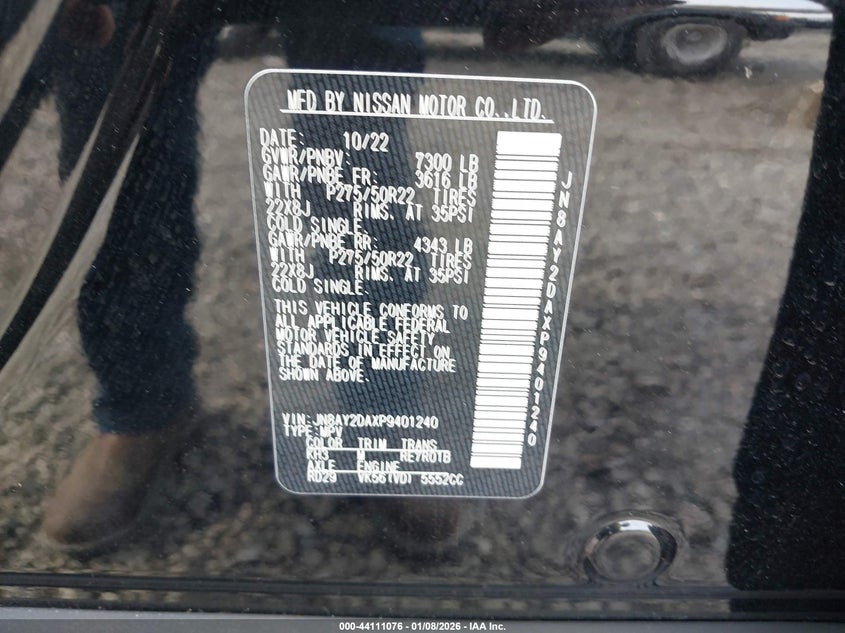 MFD BY NISSAN MOTOR CO.,LTD.
DATE: 10/22
GVWR/PNBV: 7300 LB
GAWR/PNBE FR: 3616 LB
WITH P275/50R22 TIRES
22X8J RIMS. AT 35PSI
COLD SINGLE.
GAWR/PNBE RR: 4343 LB
WITH P275/50R22 TIRES
22X8J RIMS. AT 35PSI
COLD SINGLE.
THIS VEHICLE CONFORMS TO
ALL APPLICABLE FEDERAL
MOTOR VEHICLE SAFETY
STANDARDS IN EFFECT ON
THE DATE OF MANUFACTURE
SHOWN ABOVE.
VIN:JN8AY2DAXP9401240
TYPE:MPV
COLOR TRIM TRANS
KH3 M RE7R01B
AXLE ENGINE
RD29 VK56(VD) 5552CC
JN8AY2DAXP9401240
000-44111076 — 01/08/2026 — IAA Inc.